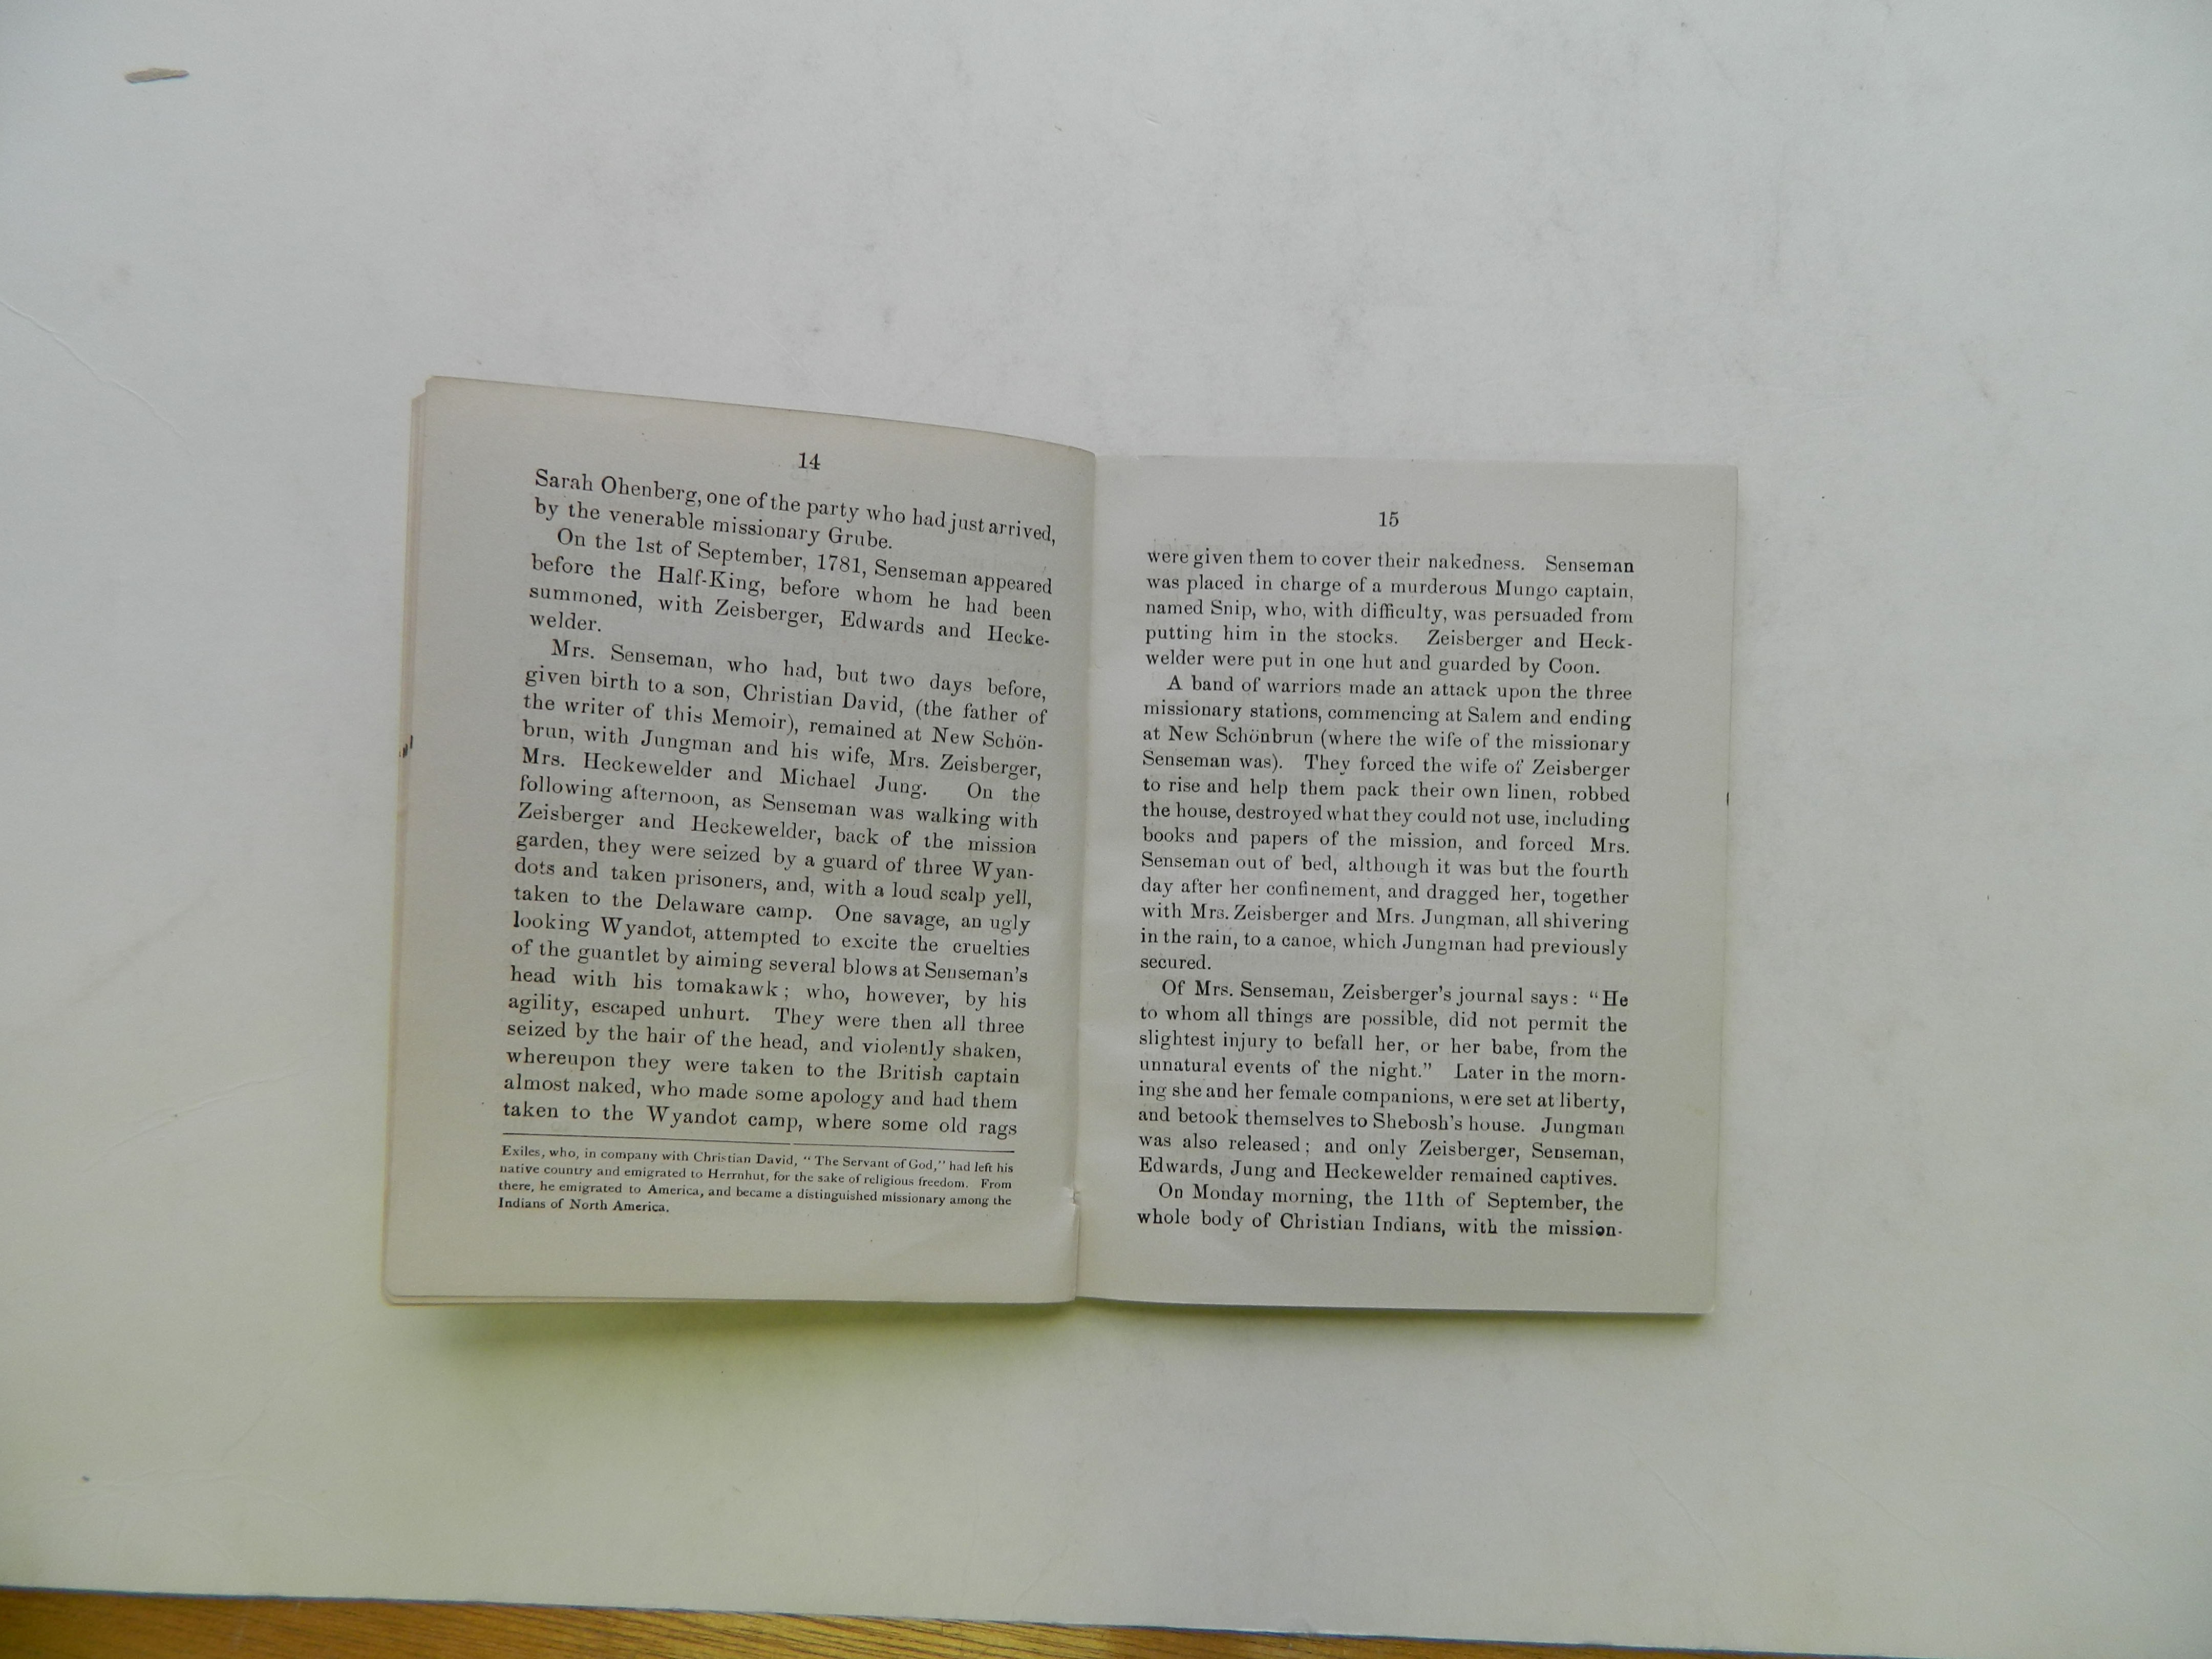 14
Sarah Ohenberg, one of the party who had just arrived,
by the venerable missionary Grube.
On the 1st of September, 1781, Senseman appeared
before the Half-King, before whom he had been
summoned, with Zeisberger, Edwards and Hecke-
welder.
Mrs. Senseman, who had, but two days before,
given birth to a son, Christian David, (the father of
the writer of this Memoir), remained at New Schön-
brun, with Jungman and his wife, Mrs. Zeisberger,
Mrs. Heckewelder and Michael Jung. On the
following afternoon, as Senseman was walking with
Zeisberger and Heckewelder, back of the mission
garden, they were seized by a guard of three Wyan-
dots and taken prisoners, and, with a loud scalp yell,
taken to the Delaware camp. One savage, an ugly
looking Wyandot, attempted to excite the cruelties
of the guantlet by aiming several blows at Senseman's
head with his tomakawk; who, however, by his
agility, escaped unhurt. They were then all three
seized by the hair of the head, and violently shaken,
whereupon they were taken to the British captain
almost naked, who made some apology and had them
taken to the Wyandot camp, where some old rags
Exiles, who, in company with Christian David, "The Servant of God," had left his
native country and emigrated to Herrnhut, for the sake of religious freedom. From
there, he emigrated to America, and became a distinguished missionary among the
Indians of North America.
15
were given them to cover their nakedness. Senseman
was placed in charge of a murderous Mungo captain,
named Snip, who, with difficulty, was persuaded from
putting him in the stocks. Zeisberger and Heck-
welder were put in one hut and guarded by Coon.
A band of warriors made an attack upon the three
missionary stations, commencing at Salem and ending
at New Schönbrun (where the wife of the missionary
Senseman was). They forced the wife of Zeisberger
to rise and help them pack their own linen, robbed
the house, destroyed what they could not use, including
books and papers of the mission, and forced Mrs.
Senseman out of bed, although it was but the fourth
day after her confinement, and dragged her, together
with Mrs. Zeisberger and Mrs. Jungman, all shivering
in the rain, to a canoe, which Jungman had previously
secured.
Of Mrs. Senseman, Zeisberger's journal says: "He
to whom all things are possible, did not permit the
slightest injury to befall her, or her babe, from the
unnatural events of the night." Later in the morn-
ing she and her female companions, were set at liberty,
and betook themselves to Shebosh's house. Jungman
was also released; and only Zeisberger, Senseman,
Edwards, Jung and Heckewelder remained captives.
On Monday morning, the 11th of September, the
whole body of Christian Indians, with the mission-